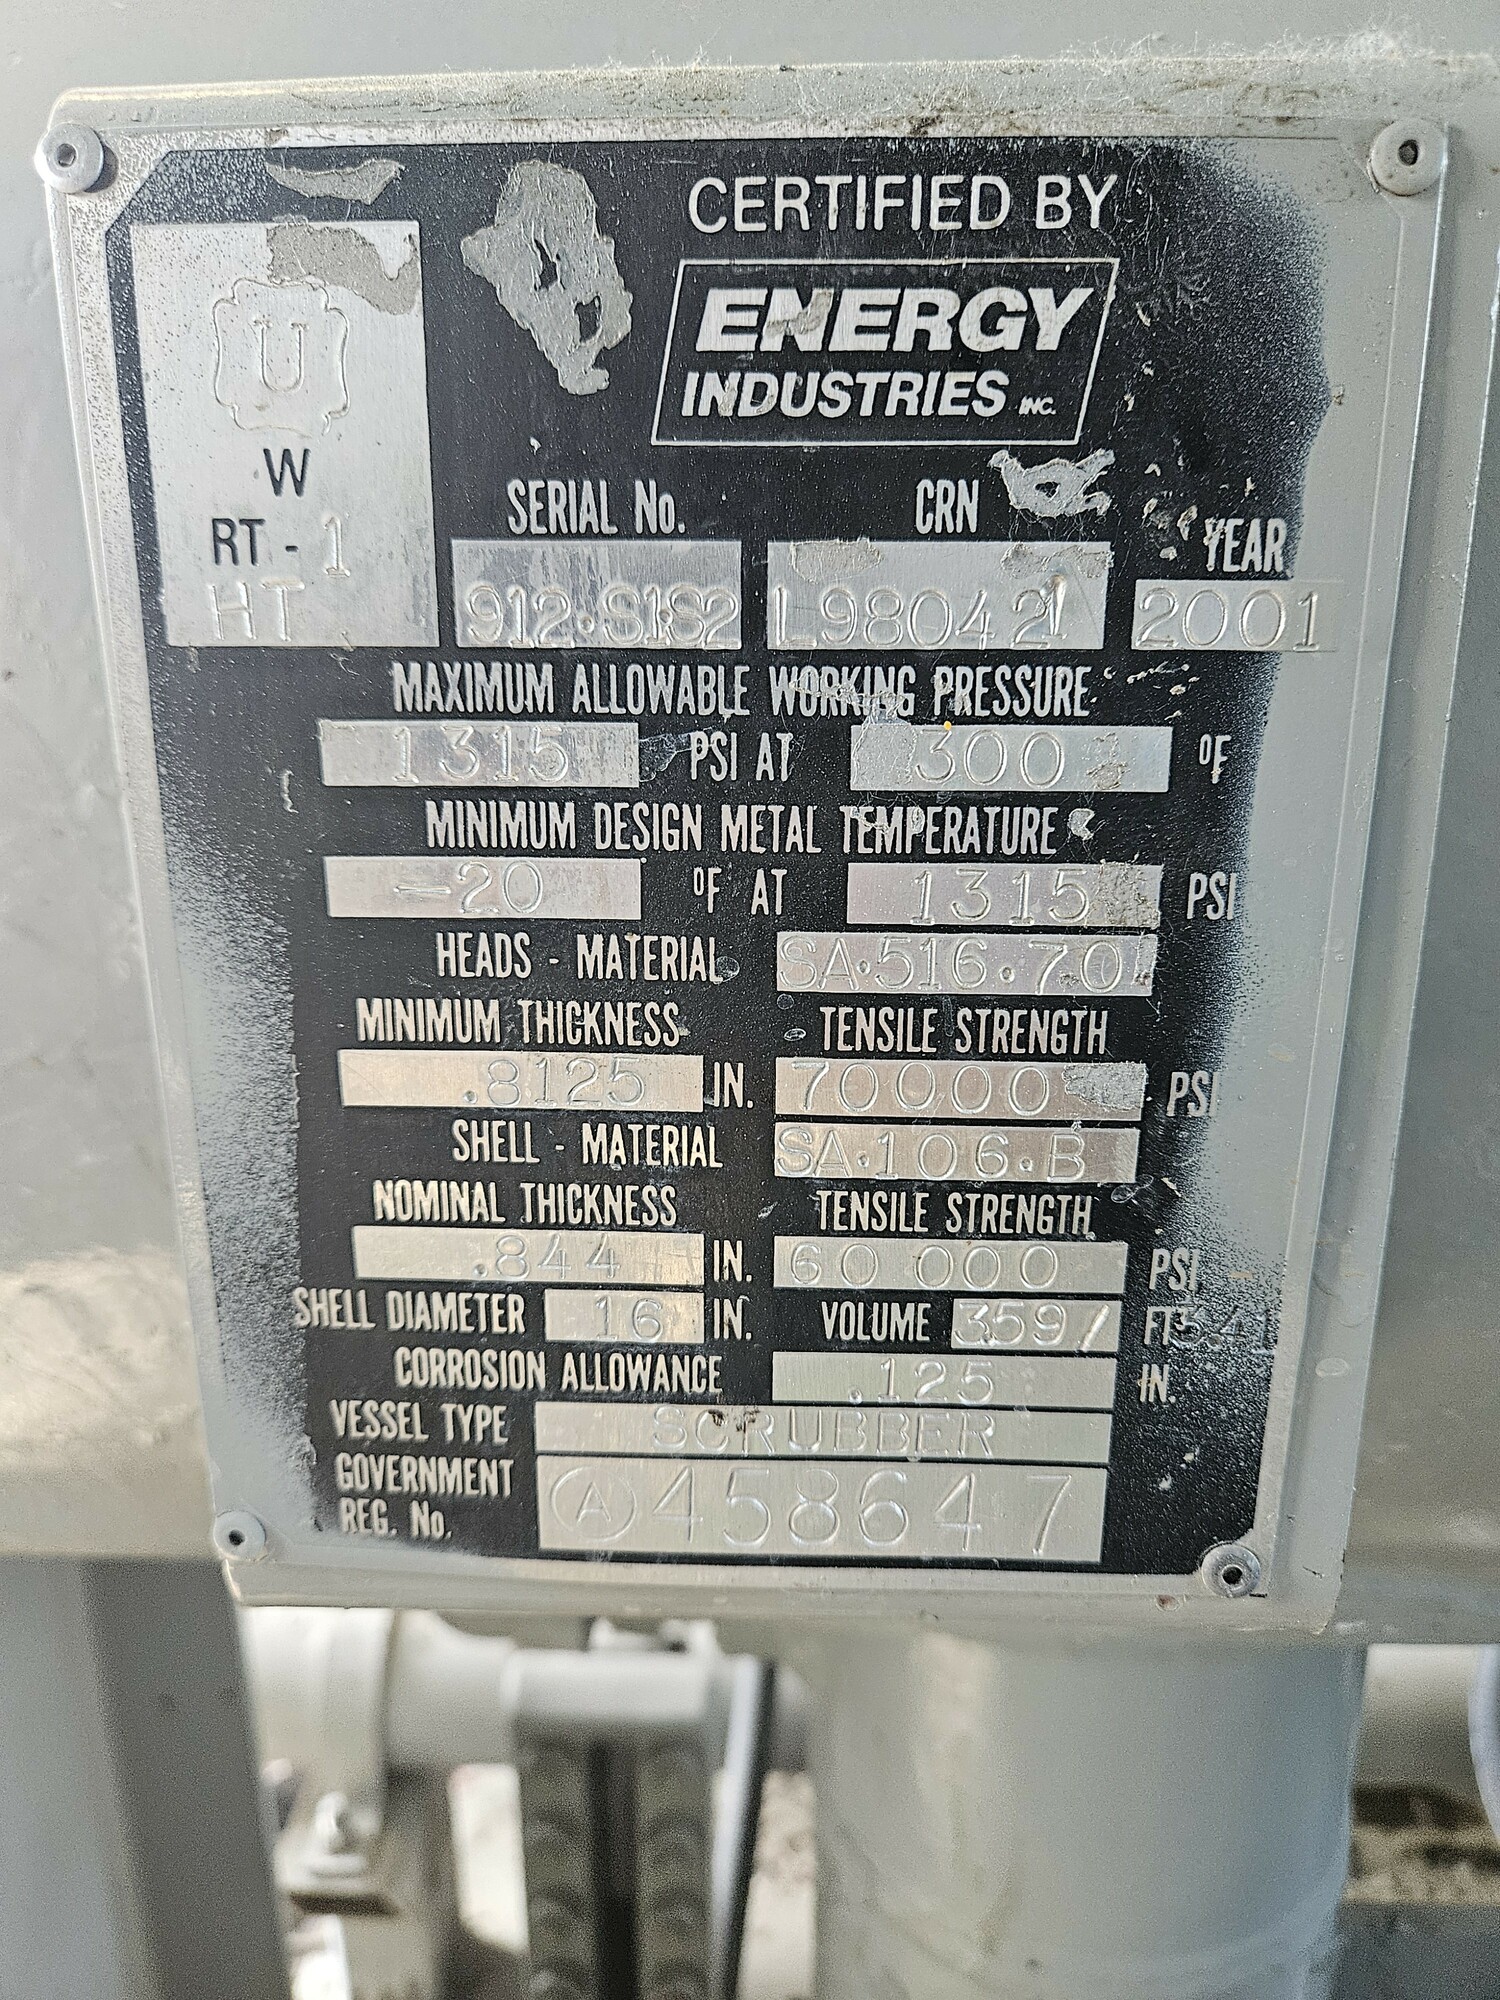 CERTIFIED BY
ENERGY
INDUSTRIES INC.
U
W
RT - 1
HT
SERIAL No. CRN YEAR
912·S1S2 L9804.21 2001
MAXIMUM ALLOWABLE WORKING PRESSURE
1315 PSI AT 300 °F
MINIMUM DESIGN METAL TEMPERATURE
-20 °F AT 1315 PSI
HEADS - MATERIAL SA·516·70
MINIMUM THICKNESS TENSILE STRENGTH
.8125 IN. 70000 PSI
SHELL - MATERIAL SA·106·B
NOMINAL THICKNESS TENSILE STRENGTH
.844 IN. 60 000 PSI
SHELL DIAMETER 16 IN. VOLUME 3597 FT3
CORROSION ALLOWANCE .125 IN.
VESSEL TYPE SCRUBBER
GOVERNMENT
REG. No. A 458647